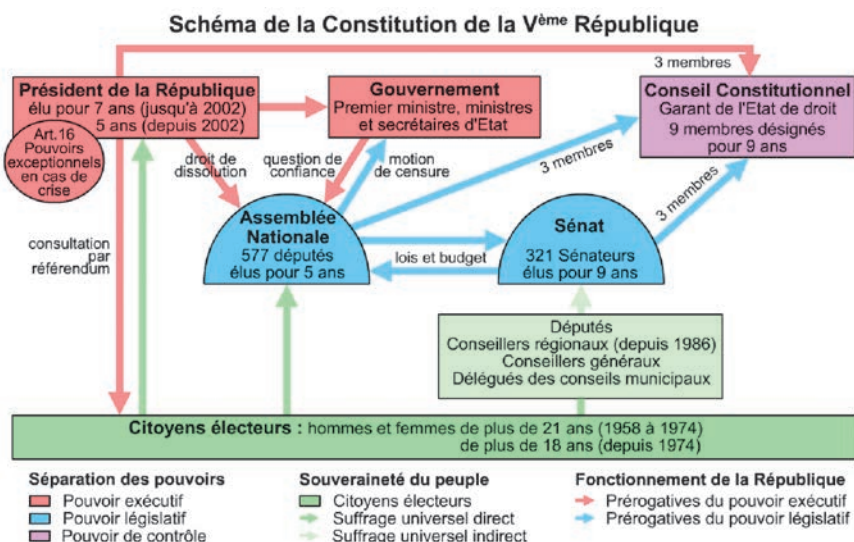 Schéma de la Constitution de la Vème République
3 membres
Président de la République
élu pour 7 ans (jusqu'à 2002)
5 ans (depuis 2002)
Art.16
Pouvoirs
exceptionnels
en cas de
crise
Gouvernement
Premier ministre, ministres
et secrétaires d'Etat
Conseil Constitutionnel
Garant de l'Etat de droit
9 membres désignés
pour 9 ans
droit de
dissolution
question de
confiance
motion
de censure
3 membres
3 membres
consultation
par
référendum
Assemblée
Nationale
577 députés
élus pour 5 ans
lois et budget
Sénat
321 Sénateurs
élus pour 9 ans
Députés
Conseillers régionaux (depuis 1986)
Conseillers généraux
Délégués des conseils municipaux
Citoyens électeurs : hommes et femmes de plus de 21 ans (1958 à 1974)
de plus de 18 ans (depuis 1974)
Séparation des pouvoirs
Pouvoir exécutif
Pouvoir législatif
Pouvoir de contrôle
Souveraineté du peuple
Citoyens électeurs
Suffrage universel direct
Suffrage universel indirect
Fonctionnement de la République
Prérogatives du pouvoir exécutif
Prérogatives du pouvoir législatif